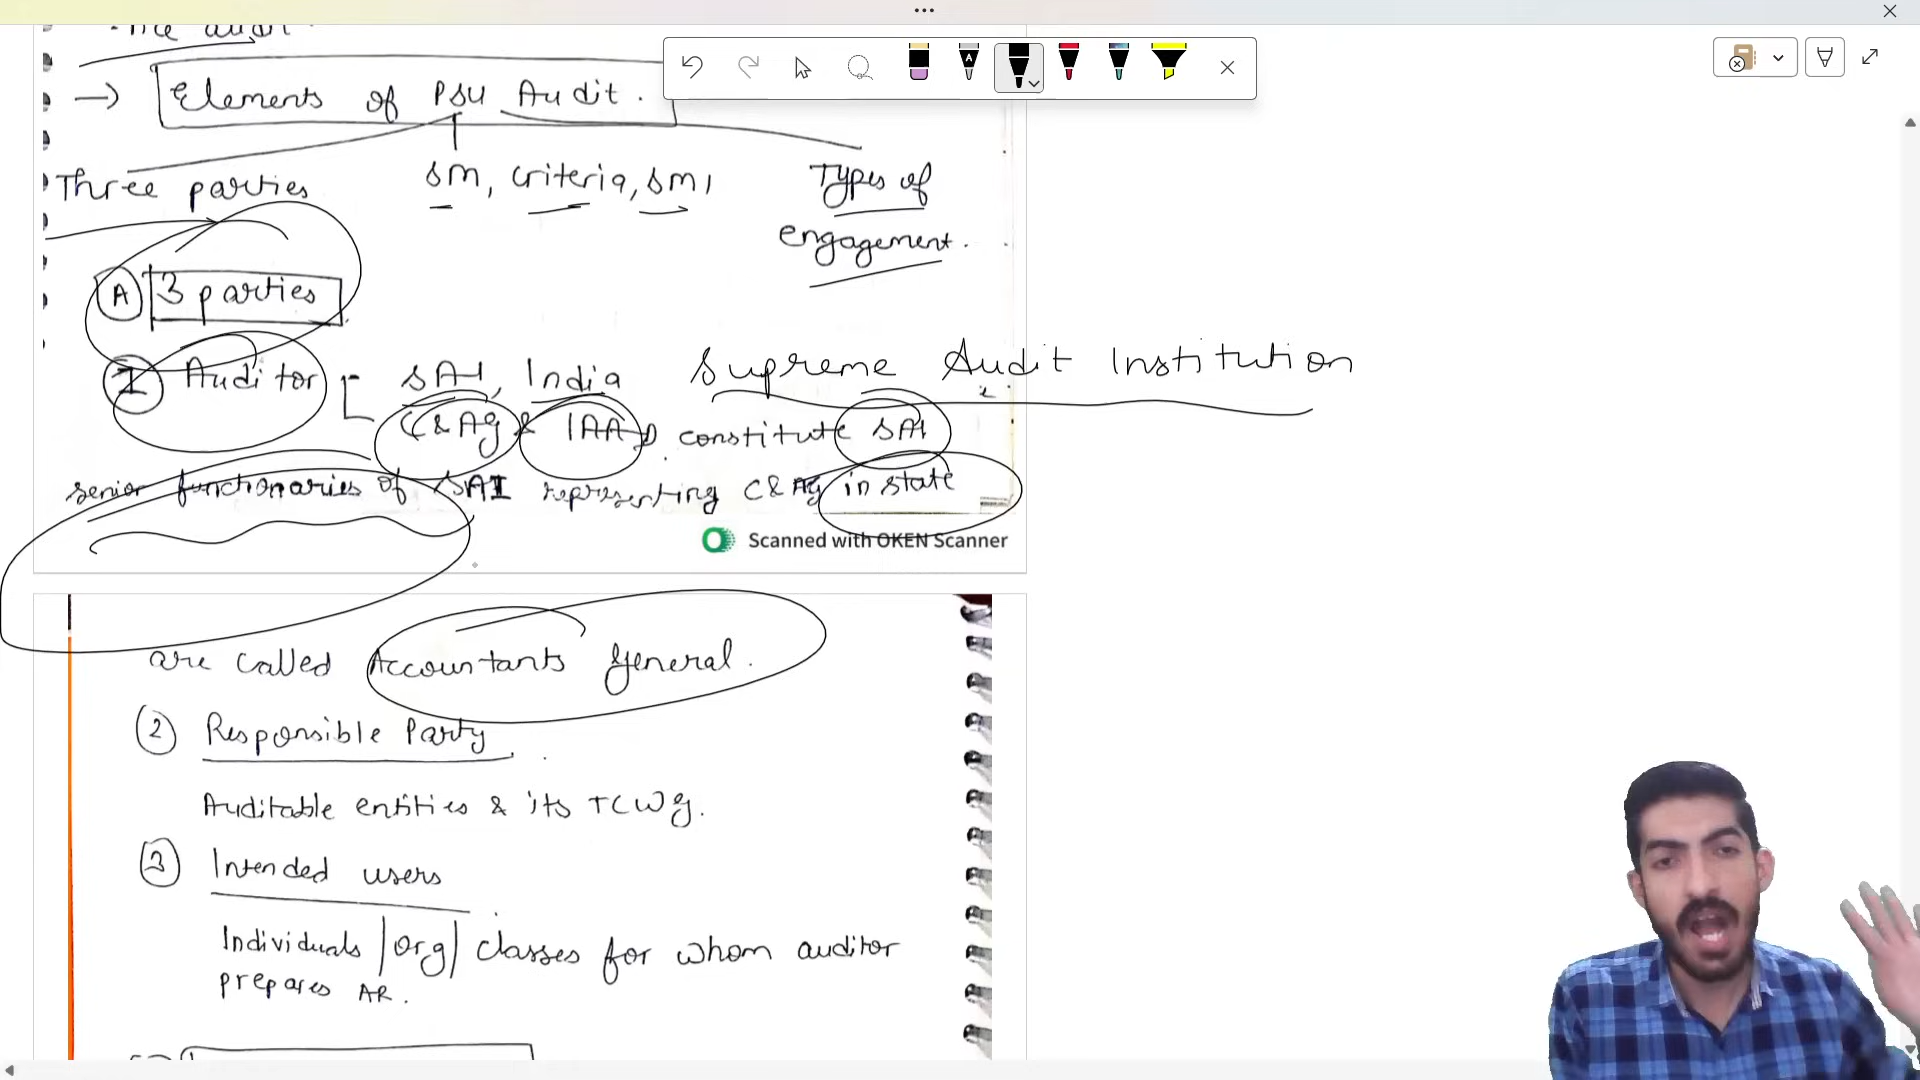 The audit
→ Elements of PSU Audit.
Three parties
SM, criteria, SMI
Types of
engagement.
A 3 parties
1 Auditor
SAI, India
Supreme Audit Institution
C&AG & IAAD constitute SAI
senior functionaries of SAI representing C&AG in state
Scanned with OKEN Scanner
are called Accountants General.
2 Responsible Party
Auditable entities & its TCWG.
3 Intended users
Individuals |org| classes for whom auditor
prepares AR.